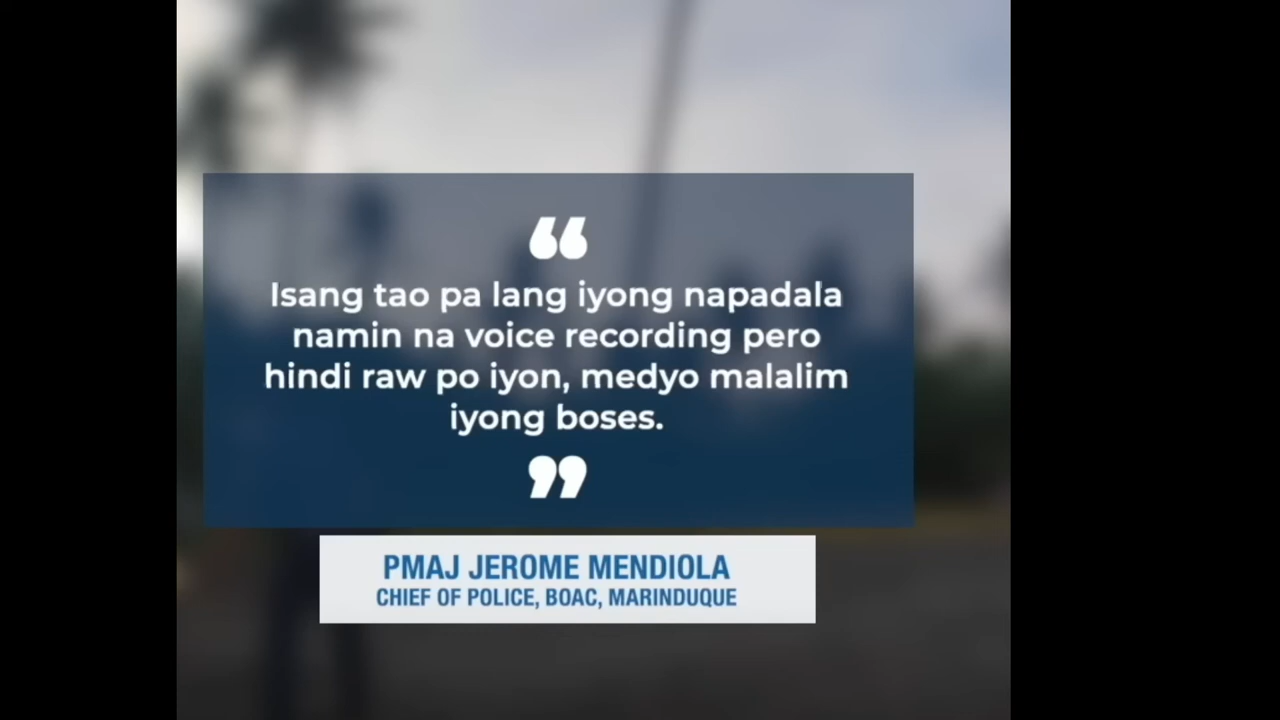 “
Isang tao pa lang iyong napadala
namin na voice recording pero
hindi raw po iyon, medyo malalim
iyong boses.
”
PMAJ JEROME MENDIOLA
CHIEF OF POLICE, BOAC, MARINDUQUE